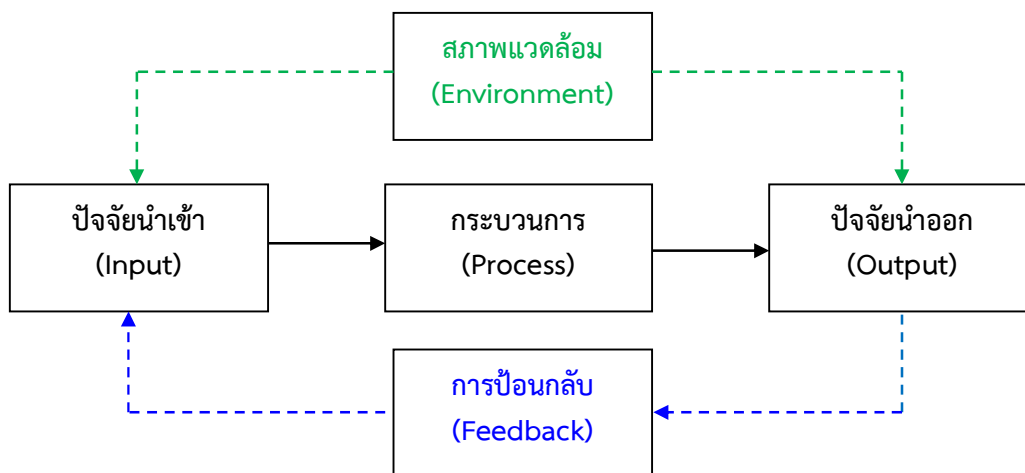 สภาพแวดล้อม
(Environment)
ปัจจัยนำเข้า
(Input)
กระบวนการ
(Process)
ปัจจัยนำออก
(Output)
การป้อนกลับ
(Feedback)